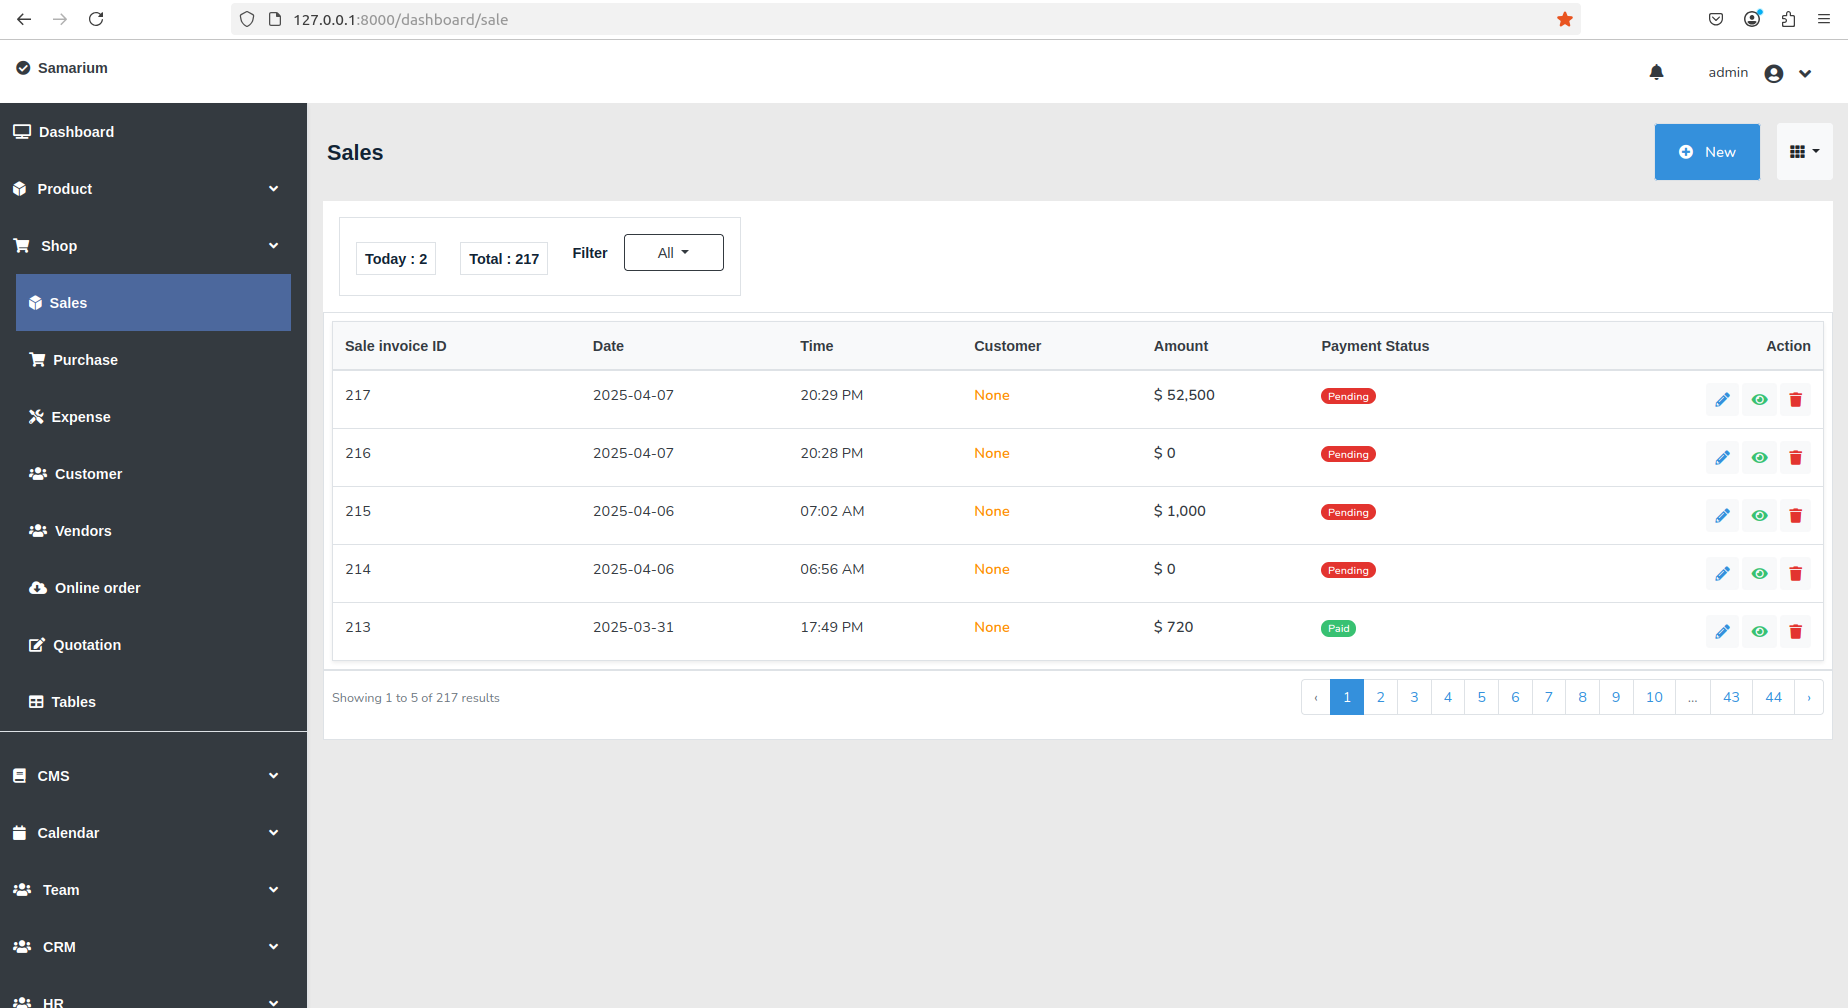 127.0.0.1:8000/dashboard/sale
Samarium
admin
Dashboard
Product
Shop
Sales
Purchase
Expense
Customer
Vendors
Online order
Quotation
Tables
CMS
Calendar
Team
CRM
HR
Sales
New
Today : 2 Total : 217 Filter All
Sale invoice ID Date Time Customer Amount Payment Status Action
217 2025-04-07 20:29 PM None $ 52,500 Pending
216 2025-04-07 20:28 PM None $ 0 Pending
215 2025-04-06 07:02 AM None $ 1,000 Pending
214 2025-04-06 06:56 AM None $ 0 Pending
213 2025-03-31 17:49 PM None $ 720 Paid
Showing 1 to 5 of 217 results ‹ 1 2 3 4 5 6 7 8 9 10 ... 43 44 ›